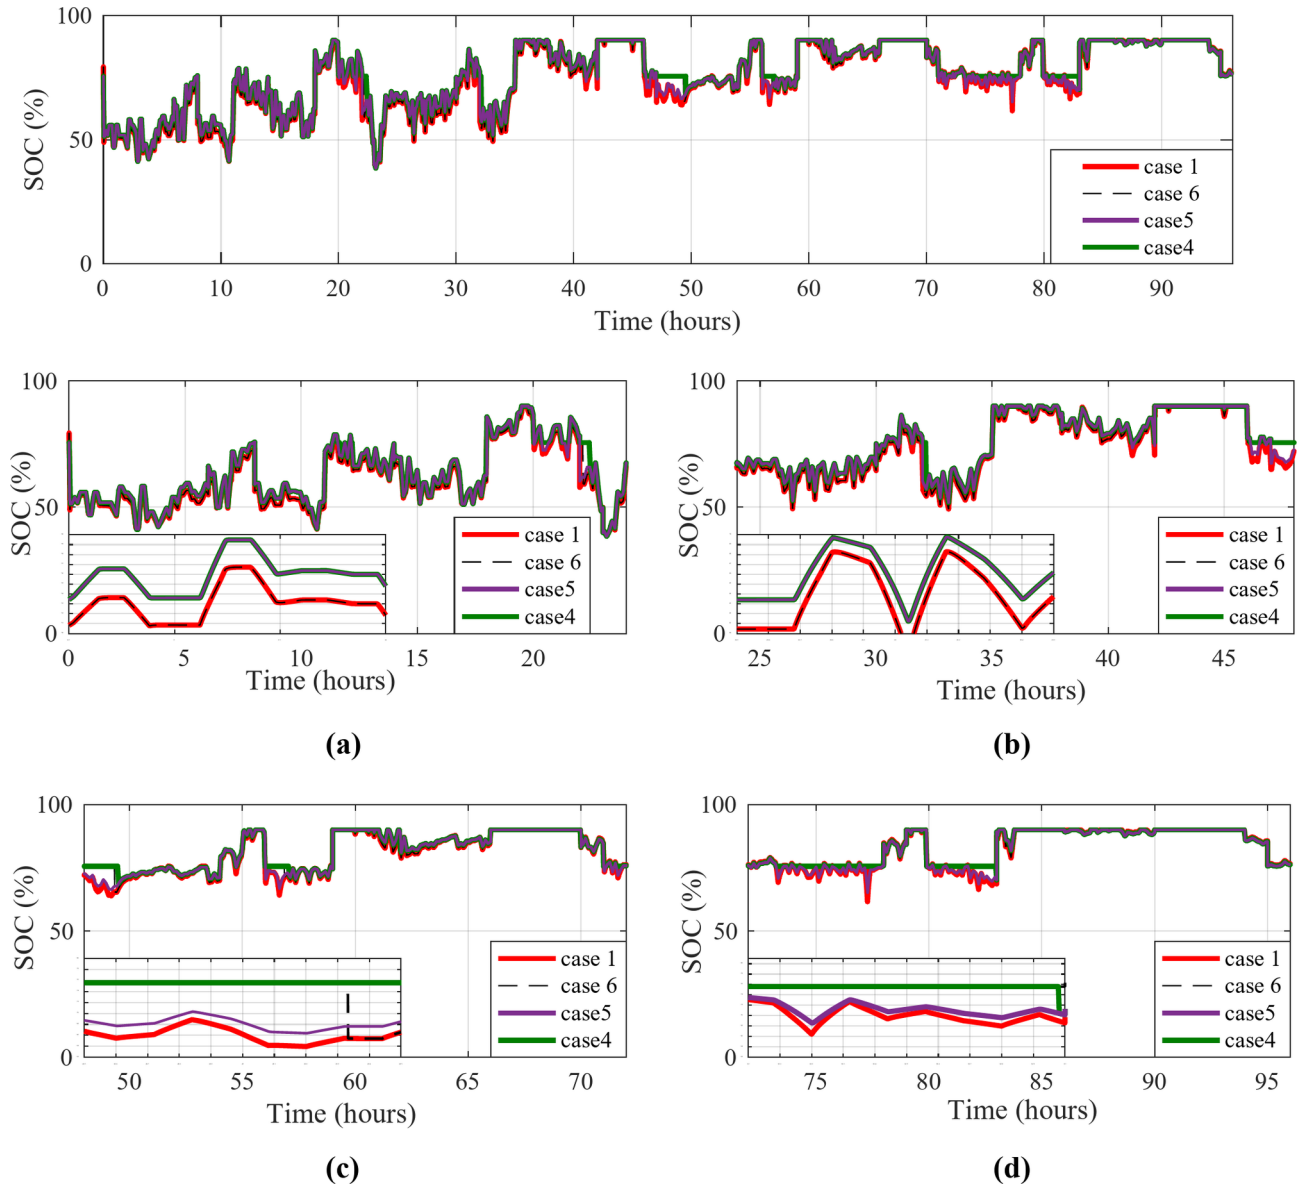 100
50
0
SOC (%)
0 10 20 30 40 50 60 70 80 90
Time (hours)
case 1
case 6
case5
case4
100
50
0
SOC (%)
0 5 10 15 20
Time (hours)
case 1
case 6
case5
case4
(a)
100
50
0
SOC (%)
25 30 35 40 45
Time (hours)
case 1
case 6
case5
case4
(b)
100
50
0
SOC (%)
50 55 60 65 70
Time (hours)
case 1
case 6
case5
case4
(c)
100
50
0
SOC (%)
75 80 85 90 95
Time (hours)
case 1
case 6
case5
case4
(d)